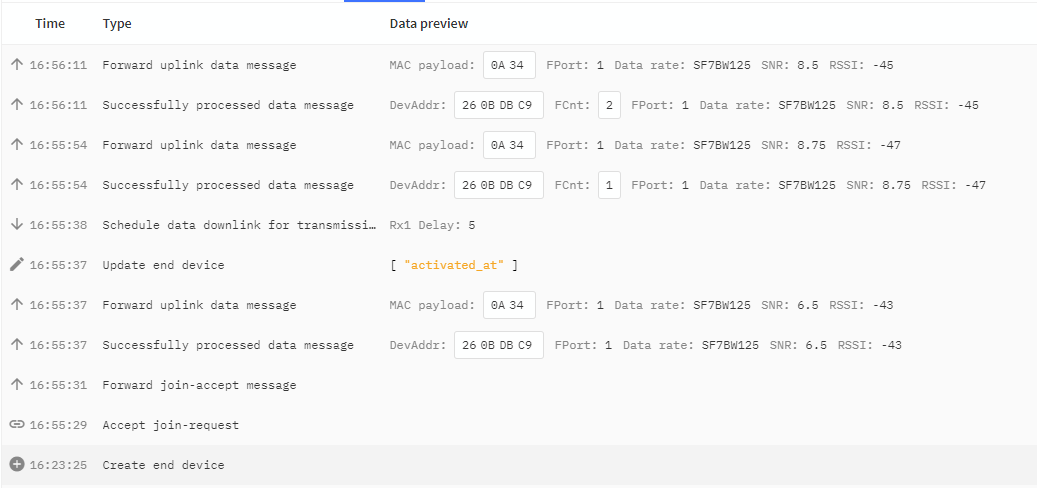 Time Type Data preview
16:56:11 Forward uplink data message MAC payload: 0A 34 FPort: 1 Data rate: SF7BW125 SNR: 8.5 RSSI: -45
16:56:11 Successfully processed data message DevAddr: 26 0B DB C9 FCnt: 2 FPort: 1 Data rate: SF7BW125 SNR: 8.5 RSSI: -45
16:55:54 Forward uplink data message MAC payload: 0A 34 FPort: 1 Data rate: SF7BW125 SNR: 8.75 RSSI: -47
16:55:54 Successfully processed data message DevAddr: 26 0B DB C9 FCnt: 1 FPort: 1 Data rate: SF7BW125 SNR: 8.75 RSSI: -47
16:55:38 Schedule data downlink for transmissi… Rx1 Delay: 5
16:55:37 Update end device [ "activated_at" ]
16:55:37 Forward uplink data message MAC payload: 0A 34 FPort: 1 Data rate: SF7BW125 SNR: 6.5 RSSI: -43
16:55:37 Successfully processed data message DevAddr: 26 0B DB C9 FPort: 1 Data rate: SF7BW125 SNR: 6.5 RSSI: -43
16:55:31 Forward join-accept message
16:55:29 Accept join-request
16:23:25 Create end device